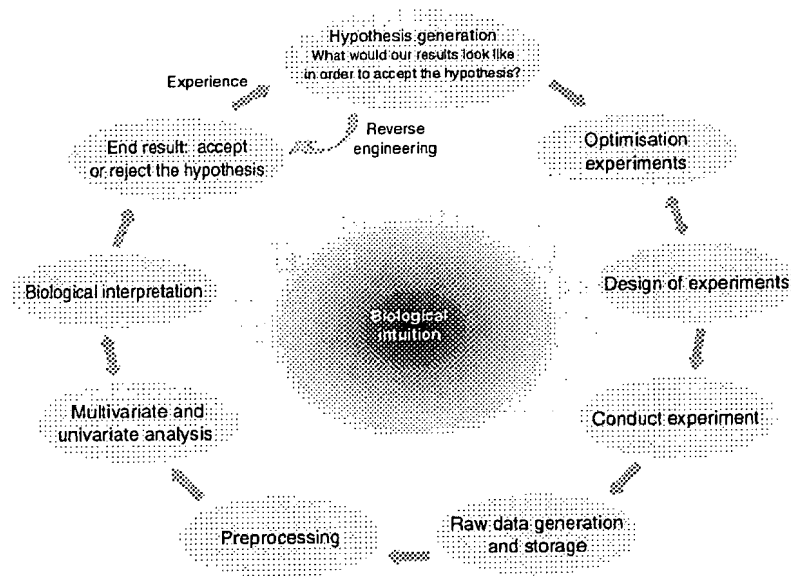 Hypothesis generation
What would our results look like
in order to accept the hypothesis?
Experience
Reverse
engineering
End result: accept
or reject the hypothesis
Optimisation
experiments
Biological interpretation
Design of experiments
Biological
intuition
Multivariate and
univariate analysis
Conduct experiment
Preprocessing
Raw data generation
and storage